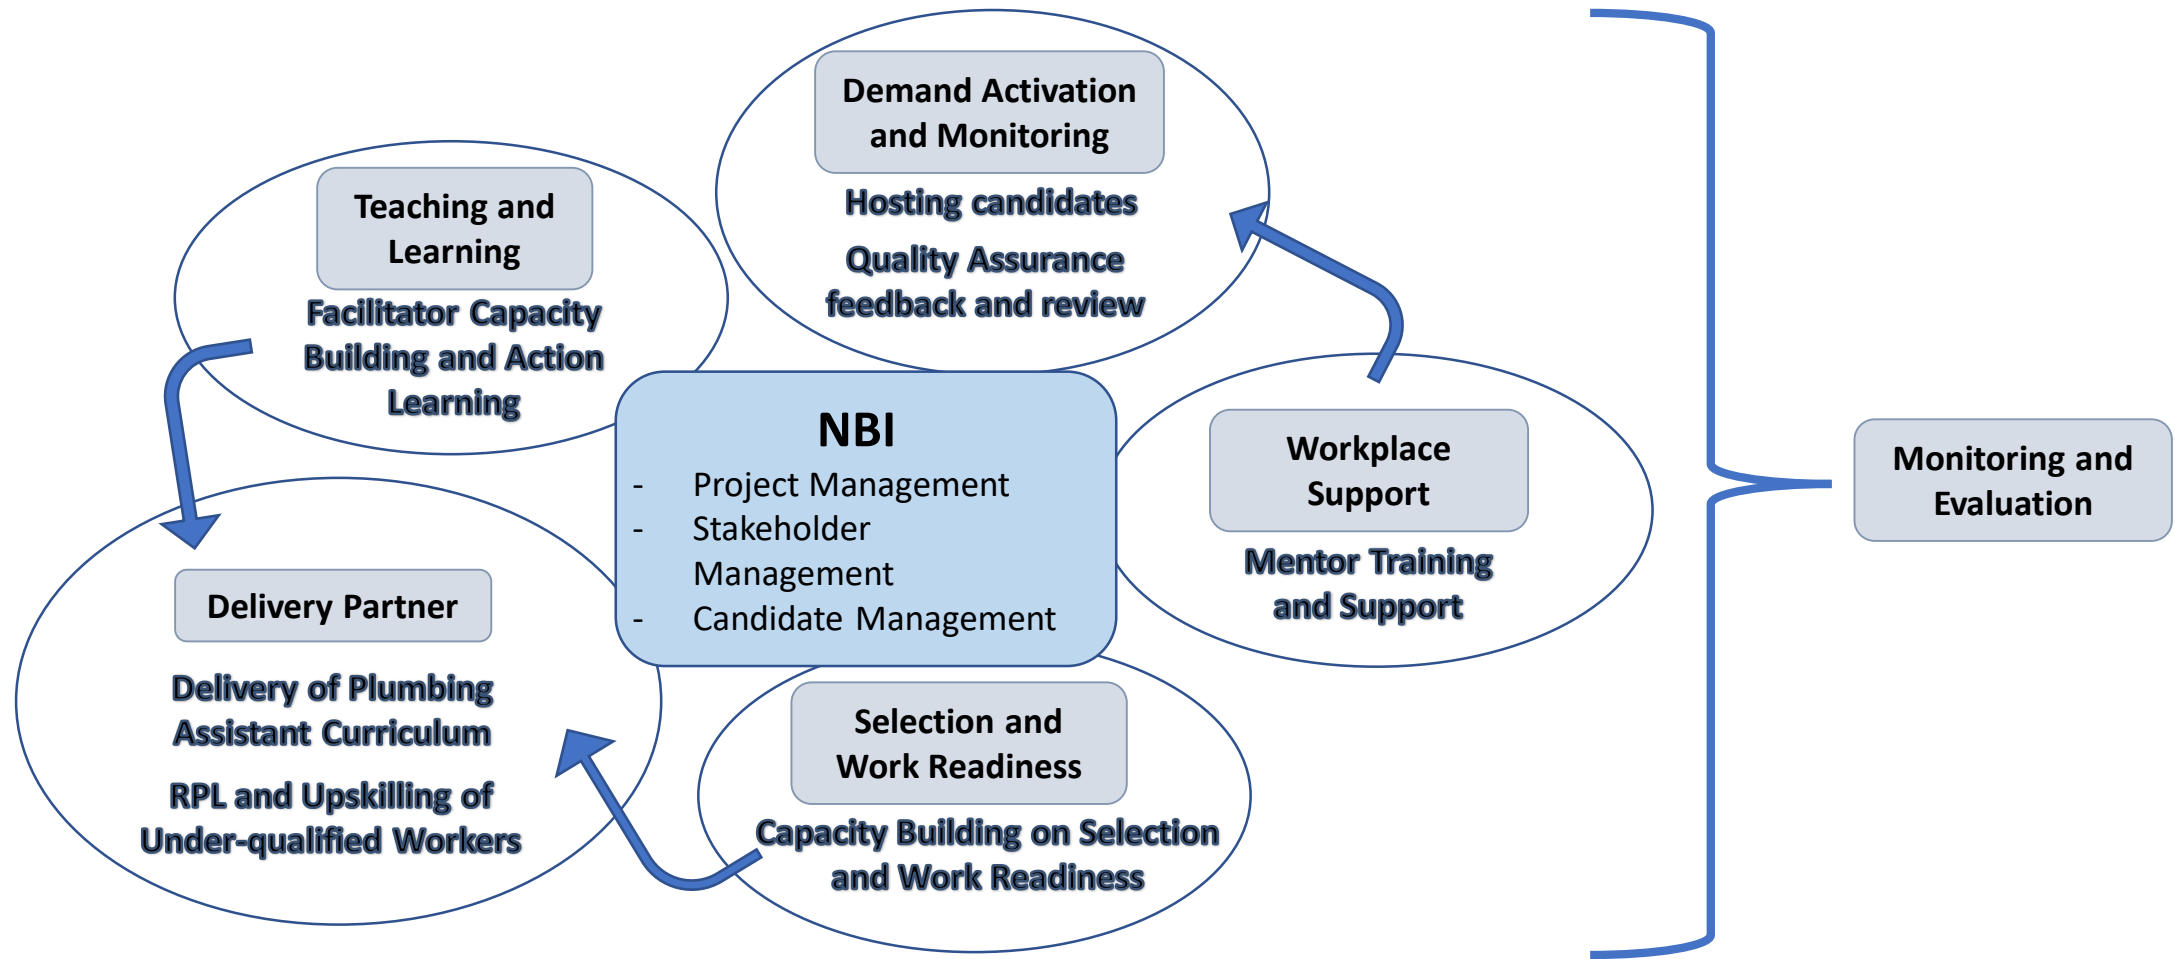 Demand Activation
and Monitoring
Hosting candidates
Quality Assurance
feedback and review
Teaching and
Learning
Facilitator Capacity
Building and Action
Learning
NBI
- Project Management
- Stakeholder
Management
- Candidate Management
Workplace
Support
Mentor Training
and Support
Monitoring and
Evaluation
Delivery Partner
Delivery of Plumbing
Assistant Curriculum
RPL and Upskilling of
Under-qualified Workers
Selection and
Work Readiness
Capacity Building on Selection
and Work Readiness